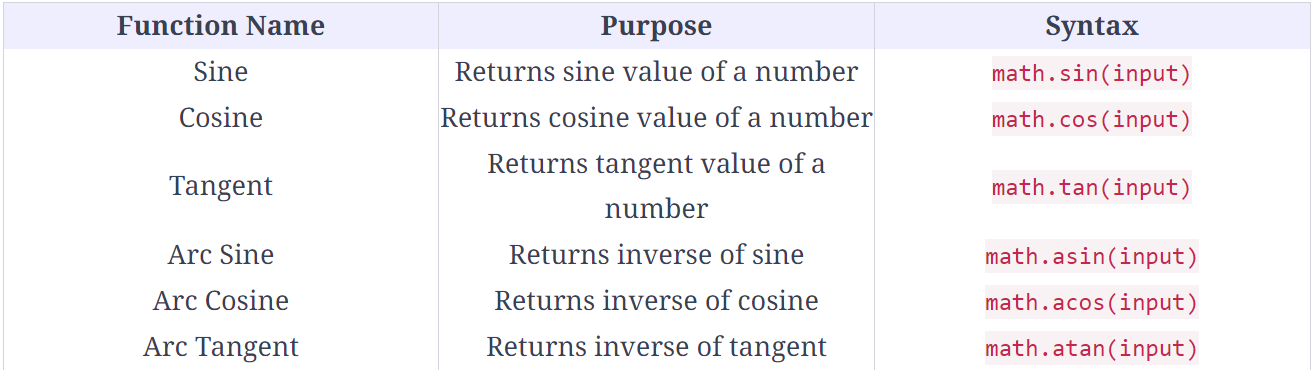 Function Name Purpose Syntax
Sine Returns sine value of a number math.sin(input)
Cosine Returns cosine value of a number math.cos(input)
Tangent Returns tangent value of a
number math.tan(input)
Arc Sine Returns inverse of sine math.asin(input)
Arc Cosine Returns inverse of cosine math.acos(input)
Arc Tangent Returns inverse of tangent math.atan(input)